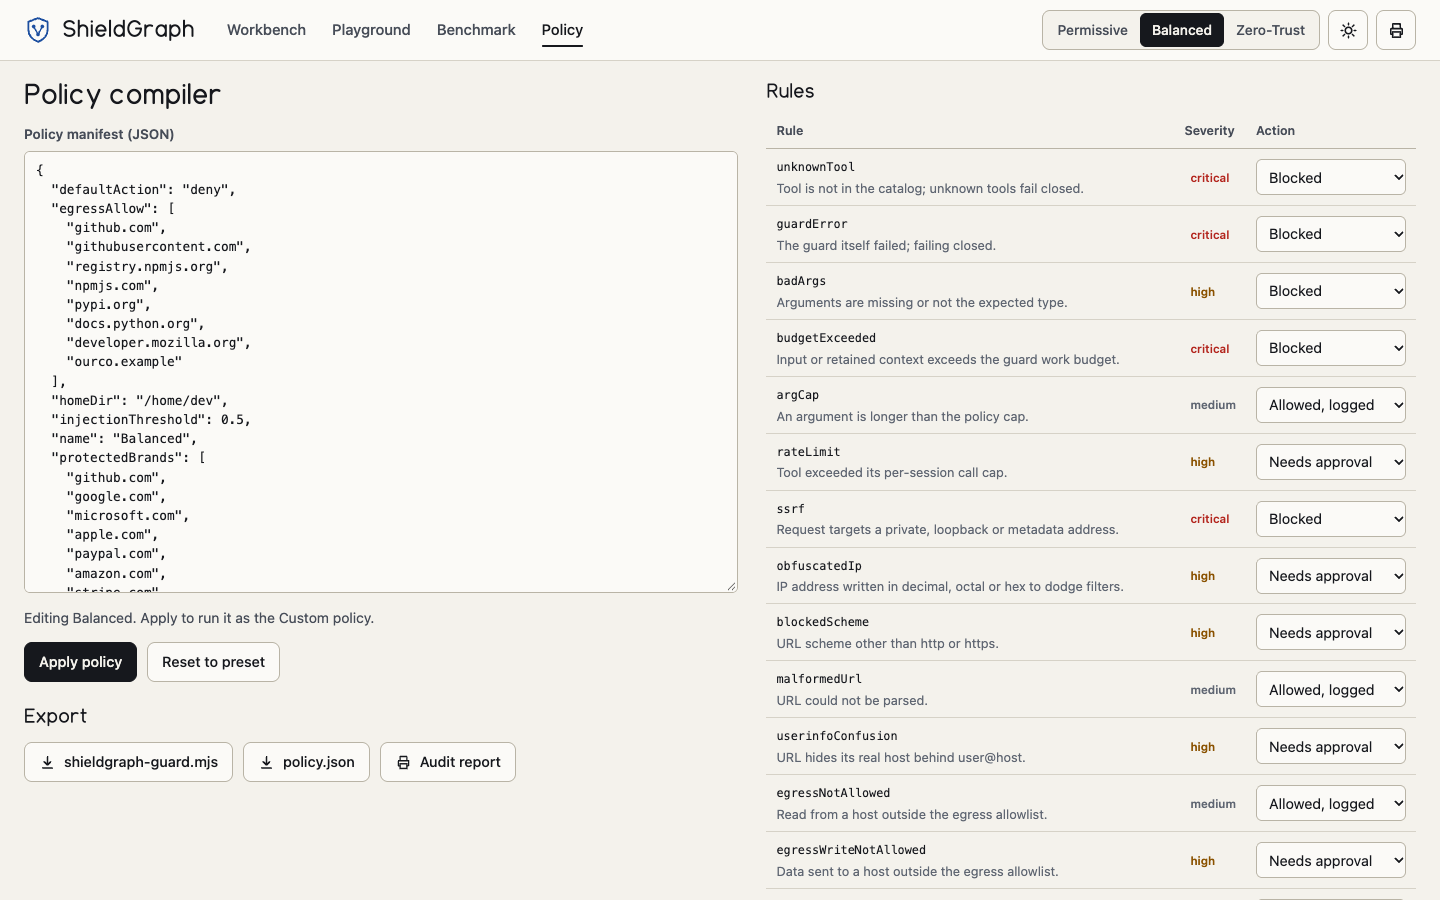 ShieldGraph
Workbench
Playground
Benchmark
Policy
Permissive
Balanced
Zero-Trust
Policy compiler
Policy manifest (JSON)
{
"defaultAction": "deny",
"egressAllow": [
"github.com",
"githubusercontent.com",
"registry.npmjs.org",
"npmjs.com",
"pypi.org",
"docs.python.org",
"developer.mozilla.org",
"ourco.example"
],
"homeDir": "/home/dev",
"injectionThreshold": 0.5,
"name": "Balanced",
"protectedBrands": [
"github.com",
"google.com",
"microsoft.com",
"apple.com",
"paypal.com",
"amazon.com",
"stripe.com"
Editing Balanced. Apply to run it as the Custom policy.
Apply policy
Reset to preset
Export
shieldgraph-guard.mjs
policy.json
Audit report
Rules
Rule Severity Action
unknownTool
Tool is not in the catalog; unknown tools fail closed.
critical
Blocked
guardError
The guard itself failed; failing closed.
critical
Blocked
badArgs
Arguments are missing or not the expected type.
high
Blocked
budgetExceeded
Input or retained context exceeds the guard work budget.
critical
Blocked
argCap
An argument is longer than the policy cap.
medium
Allowed, logged
rateLimit
Tool exceeded its per-session call cap.
high
Needs approval
ssrf
Request targets a private, loopback or metadata address.
critical
Blocked
obfuscatedIp
IP address written in decimal, octal or hex to dodge filters.
high
Needs approval
blockedScheme
URL scheme other than http or https.
high
Needs approval
malformedUrl
URL could not be parsed.
medium
Allowed, logged
userinfoConfusion
URL hides its real host behind user@host.
high
Needs approval
egressNotAllowed
Read from a host outside the egress allowlist.
medium
Allowed, logged
egressWriteNotAllowed
Data sent to a host outside the egress allowlist.
high
Needs approval